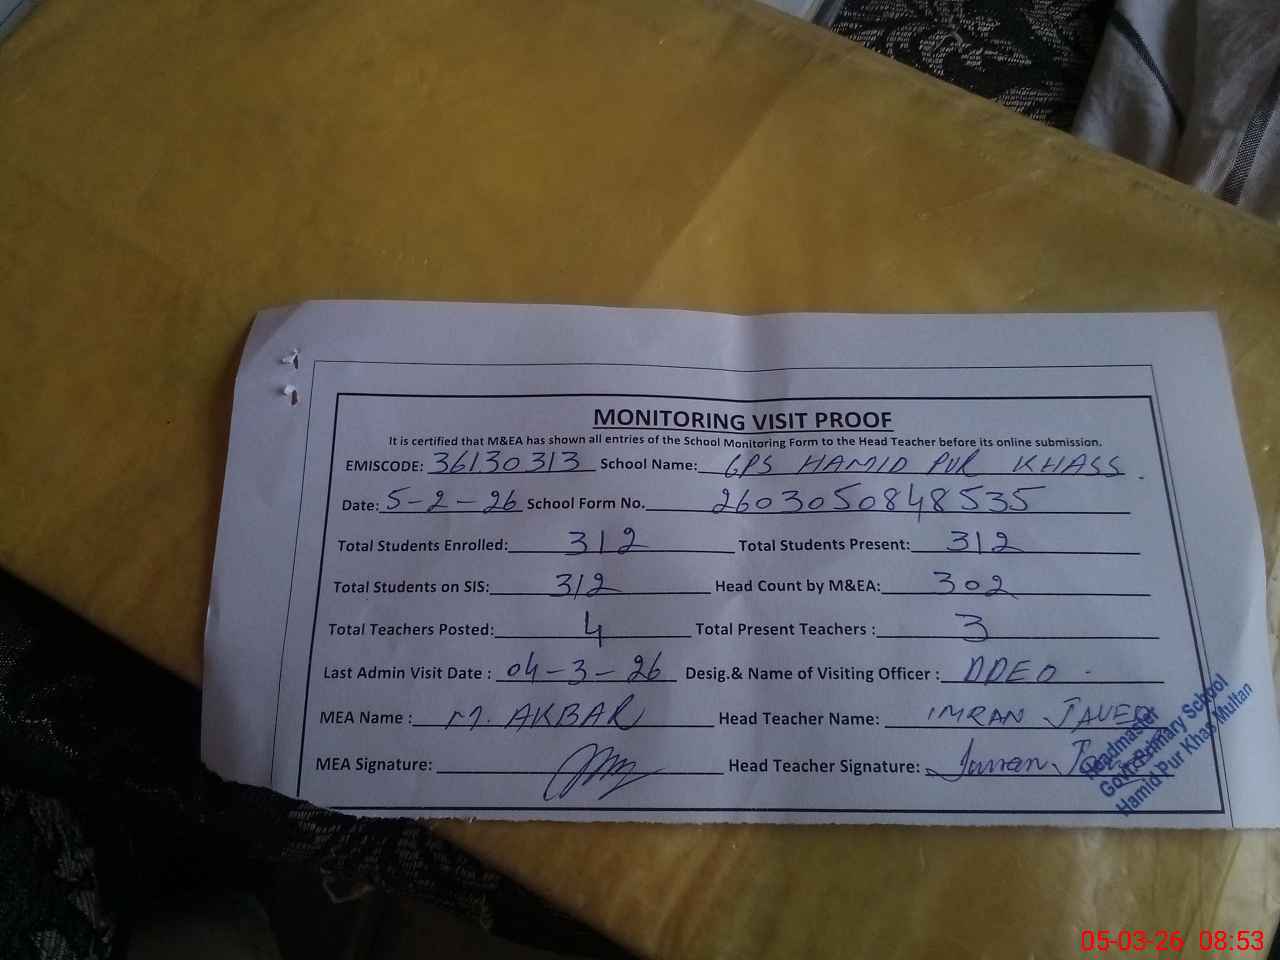 MONITORING VISIT PROOF
It is certified that M&EA has shown all entries of the School Monitoring Form to the Head Teacher before its online submission.
EMISCODE: 36130313 School Name: GPS HAMID PUR KHASS.
Date: 5-2-26 School Form No. 2603050848535
Total Students Enrolled: 312 Total Students Present: 312
Total Students on SIS: 312 Head Count by M&EA: 302
Total Teachers Posted: 4 Total Present Teachers : 3
Last Admin Visit Date : 04-3-26 Desig.& Name of Visiting Officer : DDEO -
MEA Name : M. AKBAR Head Teacher Name: IMRAN JAVED
MEA Signature: Head Teacher Signature: Imran
Headmaster
Govt: Primary School
Hamid Pur Khas Multan
05-03-26 08:53